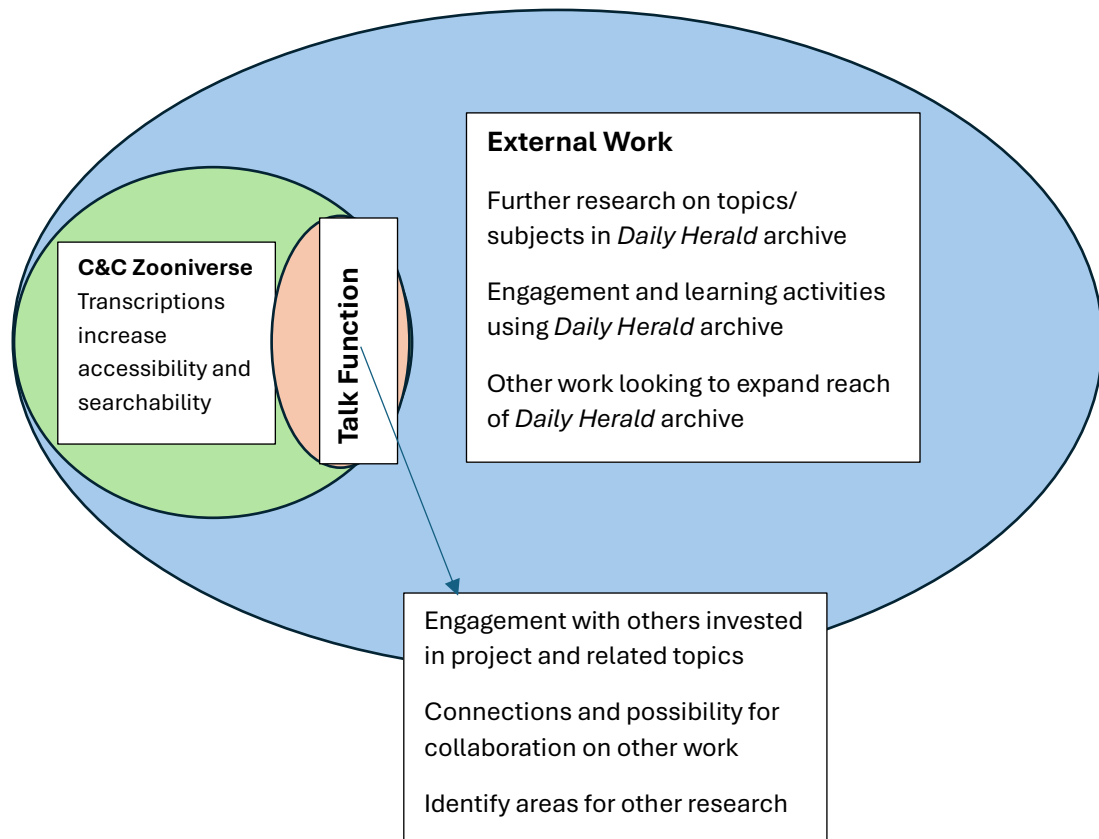 External Work
Further research on topics/
subjects in Daily Herald archive
Engagement and learning activities
using Daily Herald archive
Other work looking to expand reach
of Daily Herald archive
C&C Zooniverse
Transcriptions
increase
accessibility and
searchability
Talk Function
Engagement with others invested
in project and related topics
Connections and possibility for
collaboration on other work
Identify areas for other research